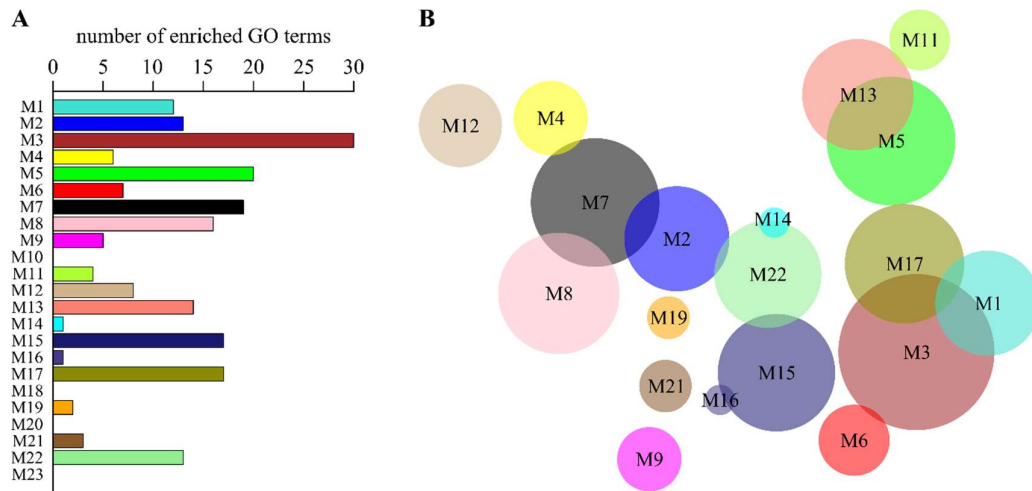 A
number of enriched GO terms
0 5 10 15 20 25 30
M1
M2
M3
M4
M5
M6
M7
M8
M9
M10
M11
M12
M13
M14
M15
M16
M17
M18
M19
M20
M21
M22
M23
B
M11
M13
M12
M4
M5
M7
M14
M2
M22
M17
M8
M1
M19
M3
M21
M15
M16
M6
M9